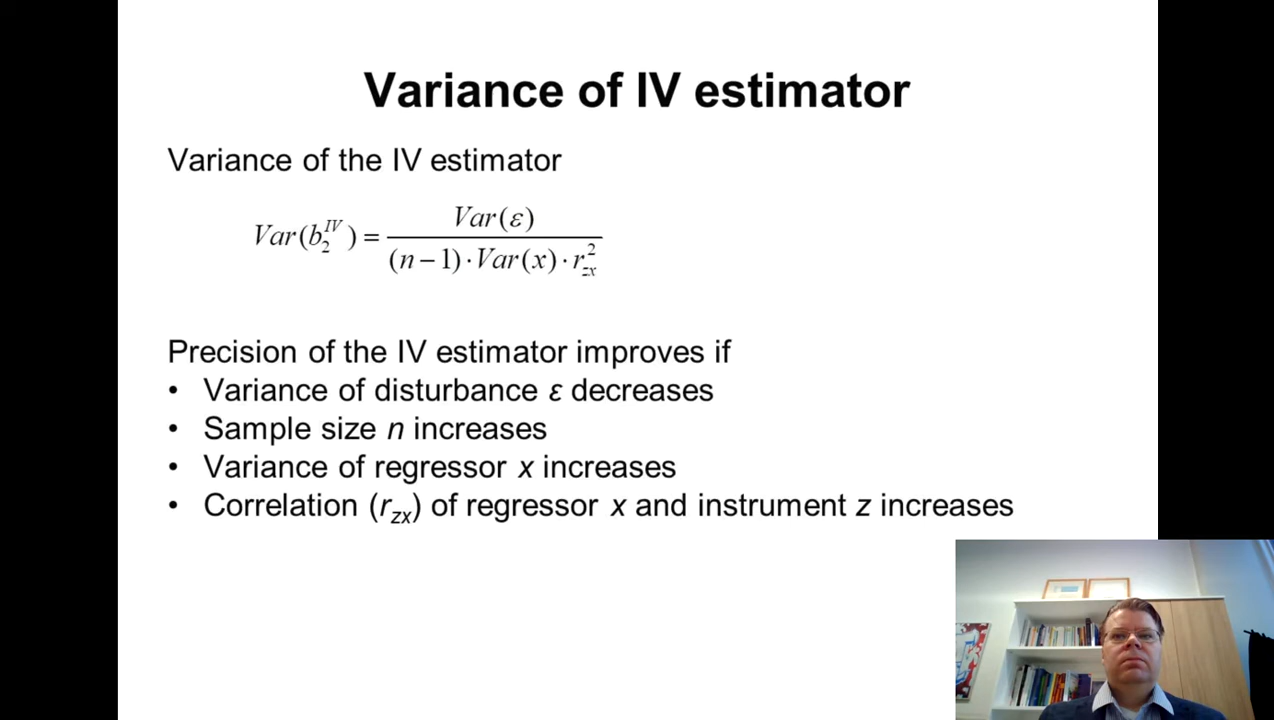 Variance of IV estimator
Variance of the IV estimator
Var(b₂^IV) = Var(ε) / ((n − 1) · Var(x) · r²_zx)
Precision of the IV estimator improves if
• Variance of disturbance ε decreases
• Sample size n increases
• Variance of regressor x increases
• Correlation (r_zx) of regressor x and instrument z increases